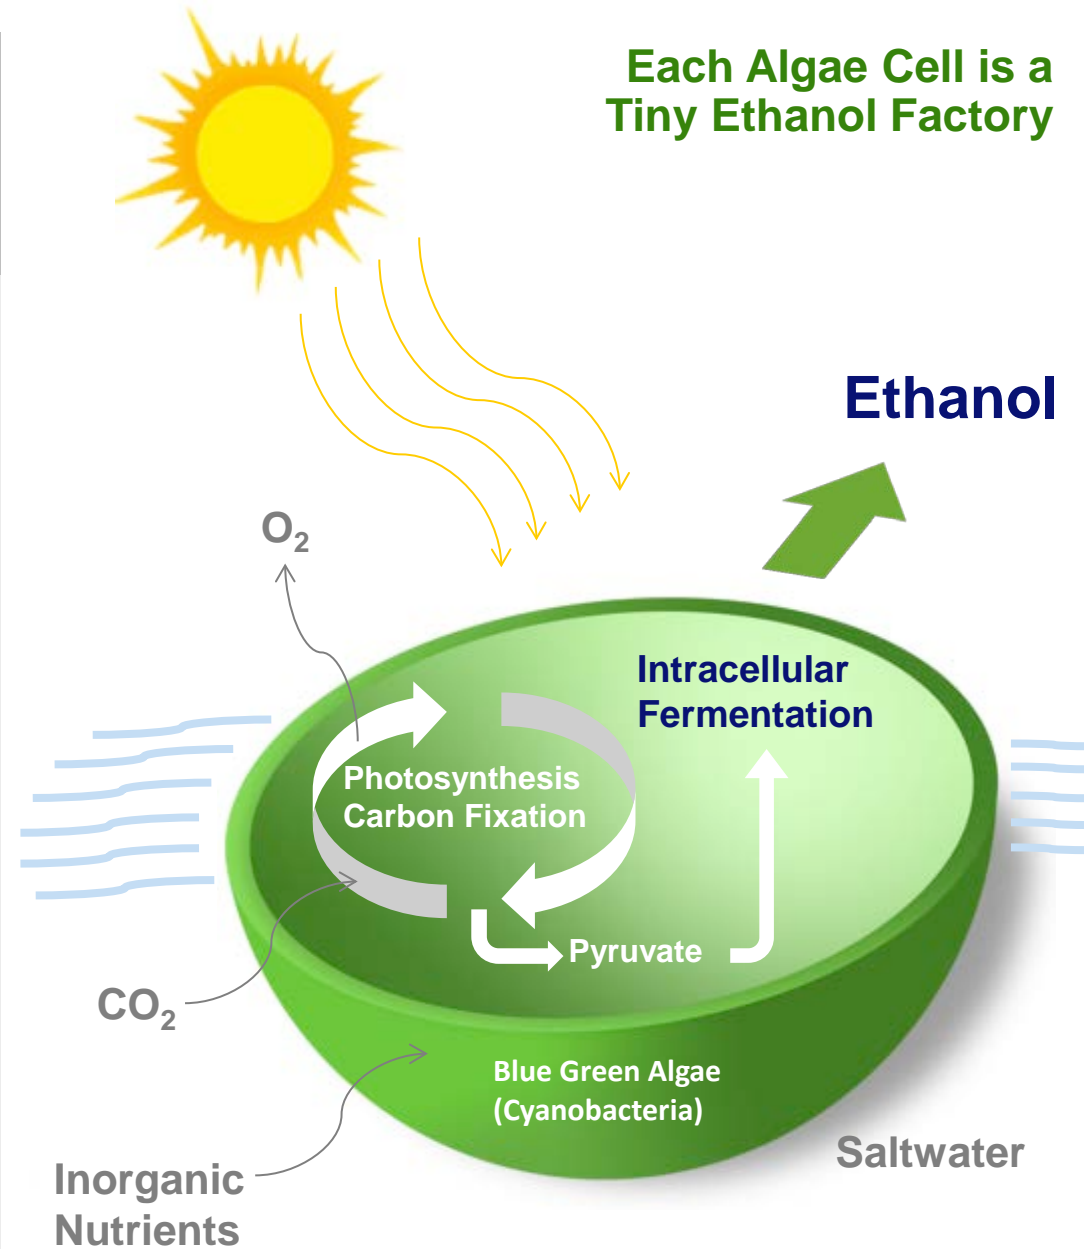 Each Algae Cell is a
Tiny Ethanol Factory
Ethanol
O₂
Intracellular
Fermentation
Photosynthesis
Carbon Fixation
Pyruvate
CO₂
Blue Green Algae
(Cyanobacteria)
Saltwater
Inorganic
Nutrients